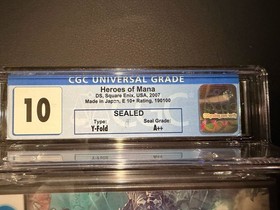 CGC UNIVERSAL GRADE
10
Heroes of Mana
DS, Square Enix, USA, 2007
Made in Japan, E 10+ Rating, 190100
SEALED
Type:
Y-Fold
Seal Grade:
A++